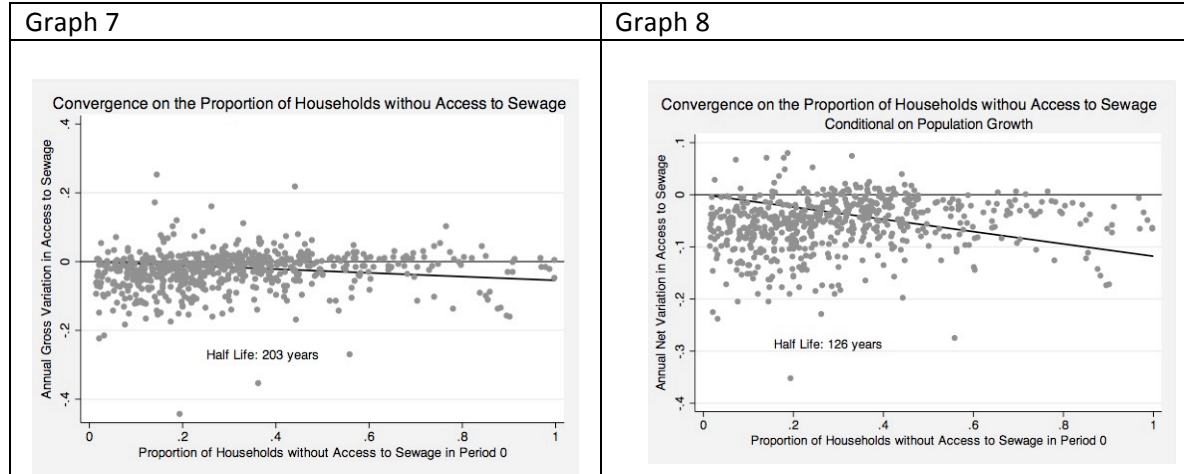 Graph 7
Graph 8
Convergence on the Proportion of Households withou Access to Sewage
Annual Gross Variation in Access to Sewage
.4
.2
0
-.2
-.4
Half Life: 203 years
0 .2 .4 .6 .8 1
Proportion of Households without Access to Sewage in Period 0
Convergence on the Proportion of Households withou Access to Sewage
Conditional on Population Growth
Annual Net Variation in Access to Sewage
.1
0
-.1
-.2
-.3
-.4
Half Life: 126 years
0 .2 .4 .6 .8 1
Proportion of Households without Access to Sewage in Period 0